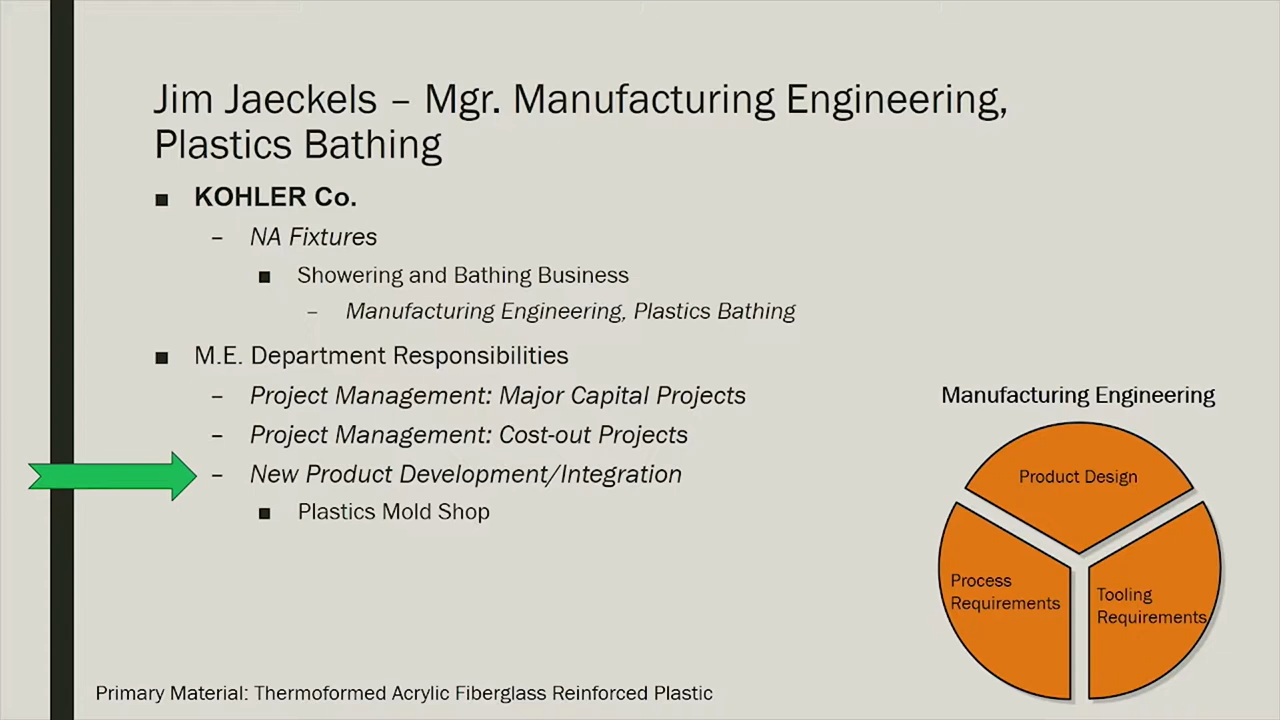 Jim Jaeckels – Mgr. Manufacturing Engineering,
Plastics Bathing
■ KOHLER Co.
– NA Fixtures
■ Showering and Bathing Business
– Manufacturing Engineering, Plastics Bathing
■ M.E. Department Responsibilities
– Project Management: Major Capital Projects
– Project Management: Cost-out Projects
– New Product Development/Integration
■ Plastics Mold Shop
Manufacturing Engineering
Product Design
Process
Requirements
Tooling
Requirements
Primary Material: Thermoformed Acrylic Fiberglass Reinforced Plastic